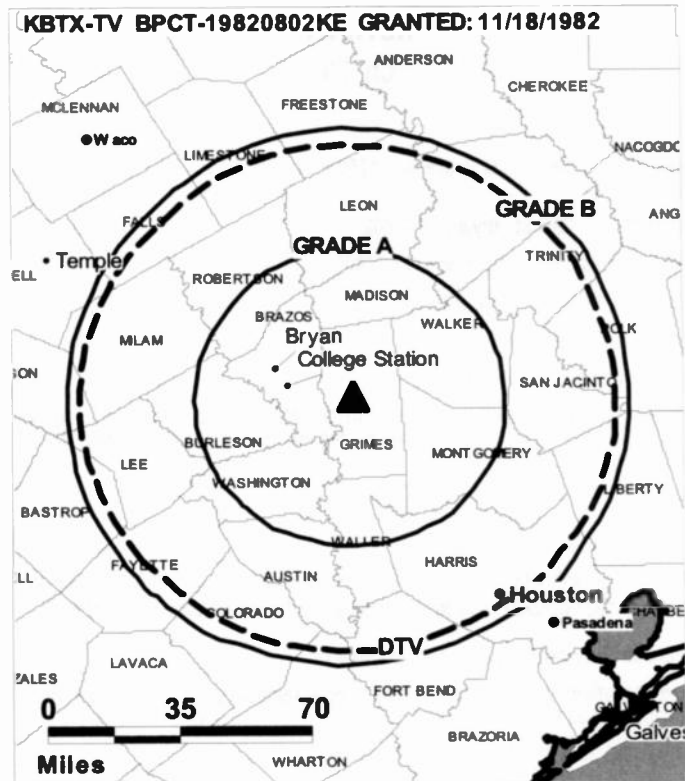 KBTX-TV BPCT-19820802KE GRANTED: 11/18/1982
ANDERSON
CHEROKEE
MCLENNAN
FREESTONE
Waco
NACOGDO
LIMESTONE
LEON
GRADE B
ANG
FALLS
GRADE A
TRINITY
Temple
ELL
ROBERTSON
MADISON
BRAZOS
WALKER
POLK
Bryan
MILAM
College Station
SON
SAN JACINTO
BURLESON
GRIMES
MONTGOMERY
LEE
WASHINGTON
LIBERTY
BASTROP
WALLER
HARRIS
FAYETTE
AUSTIN
ELL
Houston
COLORADO
CHAMBE
Pasadena
DTV
LAVACA
ZALES
FORT BEND
0 35 70
GALVESTON
Galves
BRAZORIA
Miles
WHARTON